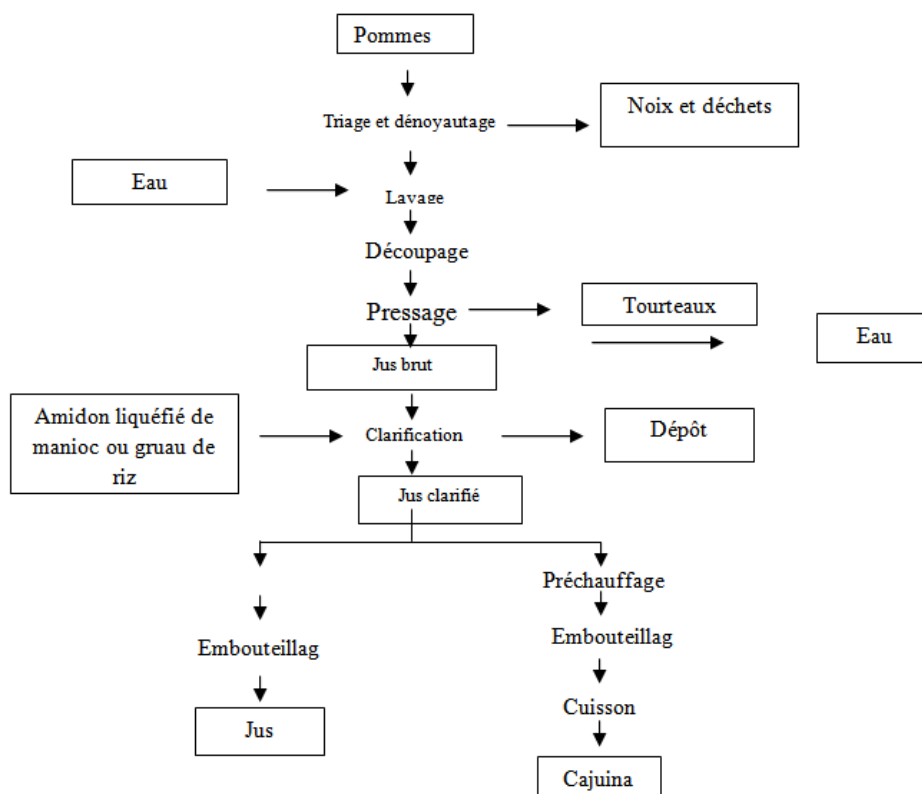 Pommes
Triage et dénoyautage
Noix et déchets
Eau
Lavage
Découpage
Pressage
Tourteaux
Eau
Jus brut
Amidon liquéfié de
manioc ou gruau de
riz
Clarification
Dépôt
Jus clarifié
Préchauffage
Embouteillag
Embouteillag
Cuisson
Jus
Cajuina